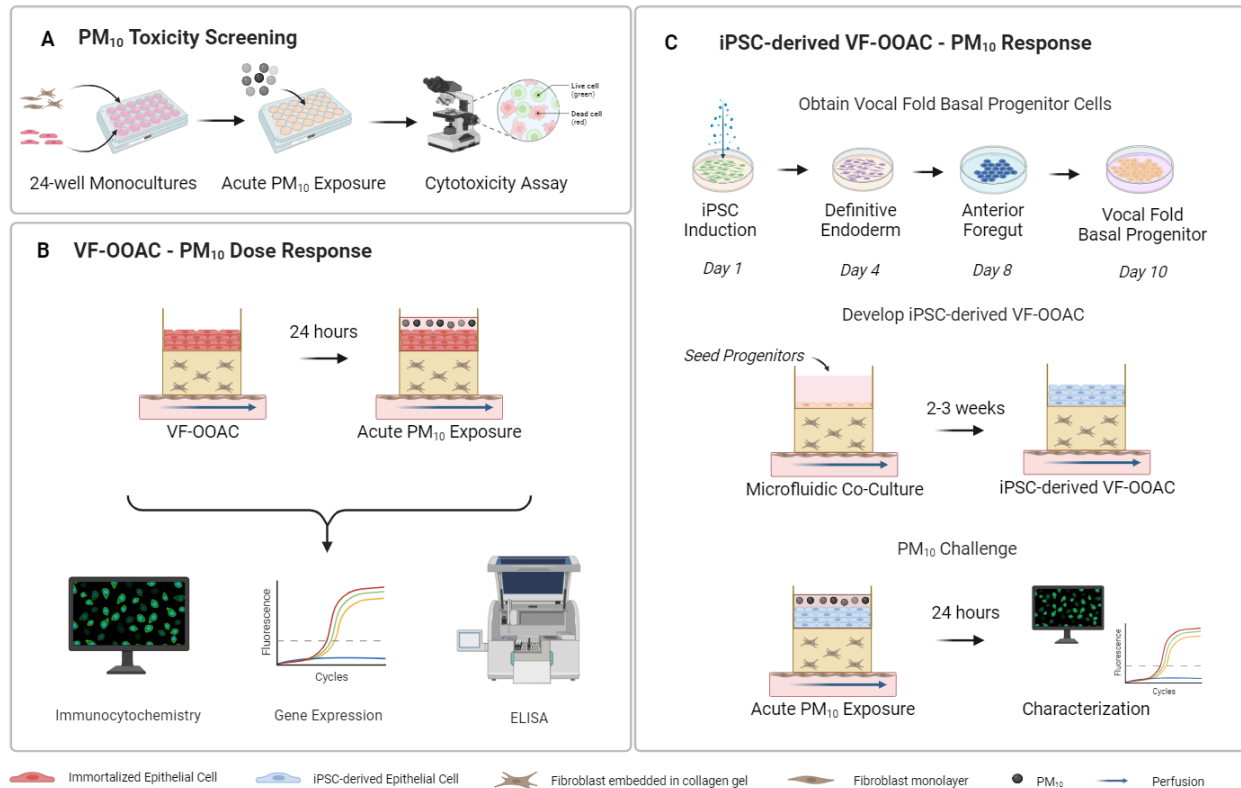 A PM₁₀ Toxicity Screening
Live cell
(green)
Dead cell
(red)
24-well Monocultures
Acute PM₁₀ Exposure
Cytotoxicity Assay
B VF-OOAC - PM₁₀ Dose Response
24 hours
VF-OOAC
Acute PM₁₀ Exposure
Fluorescence
Cycles
Immunocytochemistry
Gene Expression
ELISA
C iPSC-derived VF-OOAC - PM₁₀ Response
Obtain Vocal Fold Basal Progenitor Cells
iPSC
Induction
Definitive
Endoderm
Anterior
Foregut
Vocal Fold
Basal Progenitor
Day 1
Day 4
Day 8
Day 10
Develop iPSC-derived VF-OOAC
Seed Progenitors
2-3 weeks
Microfluidic Co-Culture
iPSC-derived VF-OOAC
PM₁₀ Challenge
24 hours
Fluorescence
Cycles
Acute PM₁₀ Exposure
Characterization
Immortalized Epithelial Cell
iPSC-derived Epithelial Cell
Fibroblast embedded in collagen gel
Fibroblast monolayer
PM₁₀
Perfusion